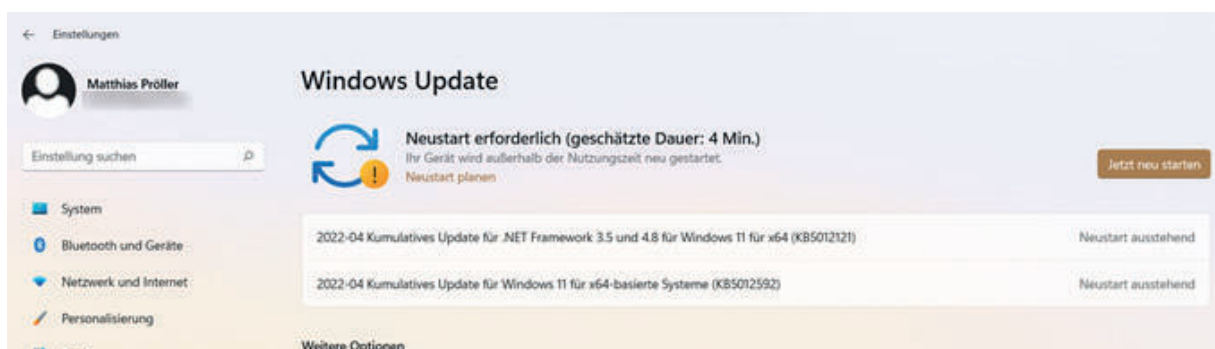 ← Einstellungen
Matthias Pröller
Einstellung suchen
System
Bluetooth und Geräte
Netzwerk und Internet
Personalisierung
Windows Update
Neustart erforderlich (geschätzte Dauer: 4 Min.)
Ihr Gerät wird außerhalb der Nutzungszeit neu gestartet.
Neustart planen
Jetzt neu starten
2022-04 Kumulatives Update für .NET Framework 3.5 und 4.8 für Windows 11 für x64 (KB5012121) Neustart ausstehend
2022-04 Kumulatives Update für Windows 11 für x64-basierte Systeme (KB5012592) Neustart ausstehend
Weitere Optionen